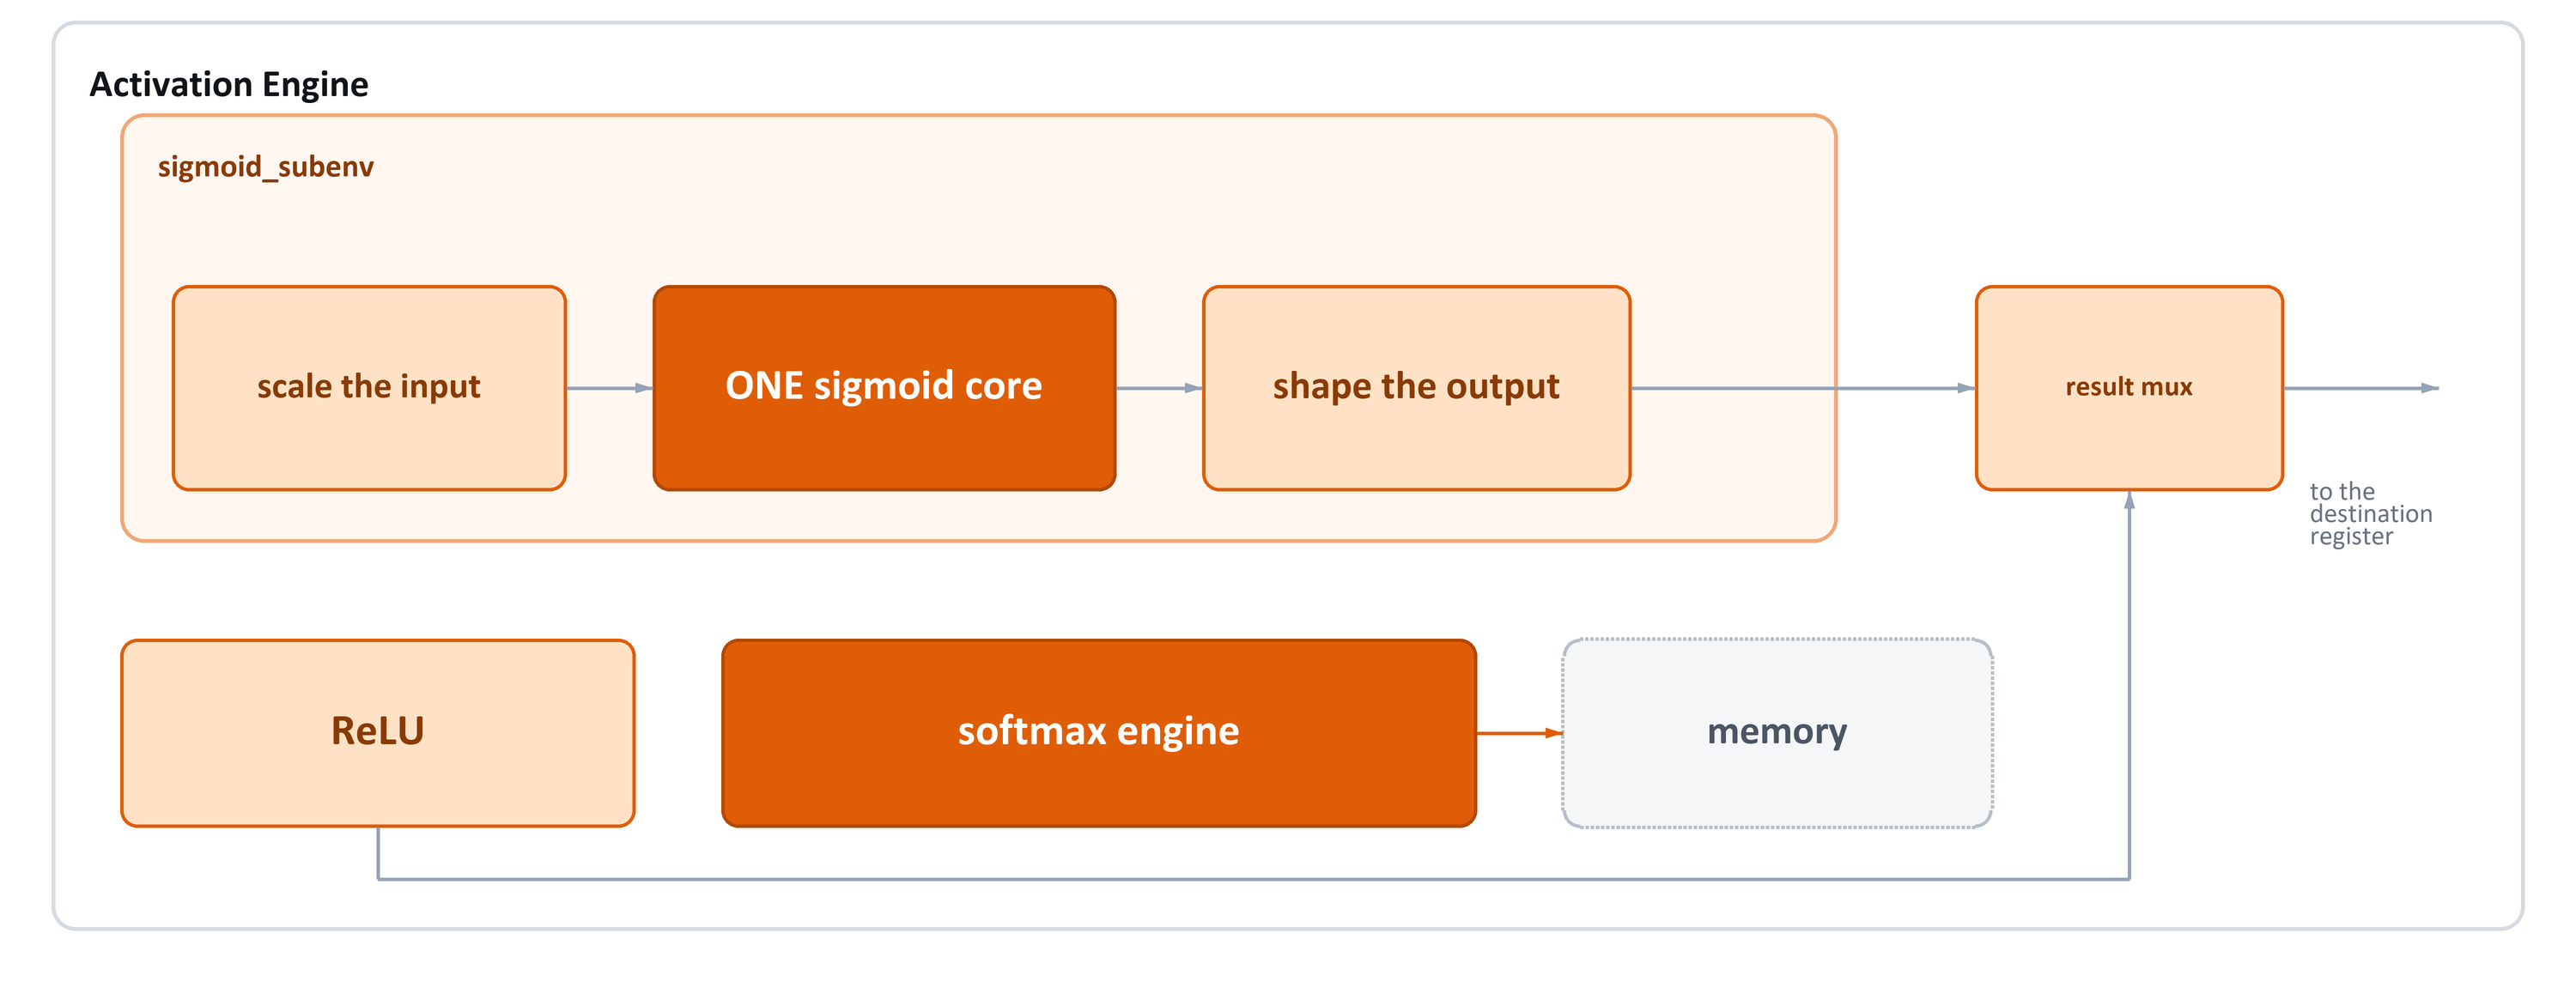 Activation Engine
sigmoid_subenv
scale the input
ONE sigmoid core
shape the output
result mux
to the
destination
register
ReLU
softmax engine
memory